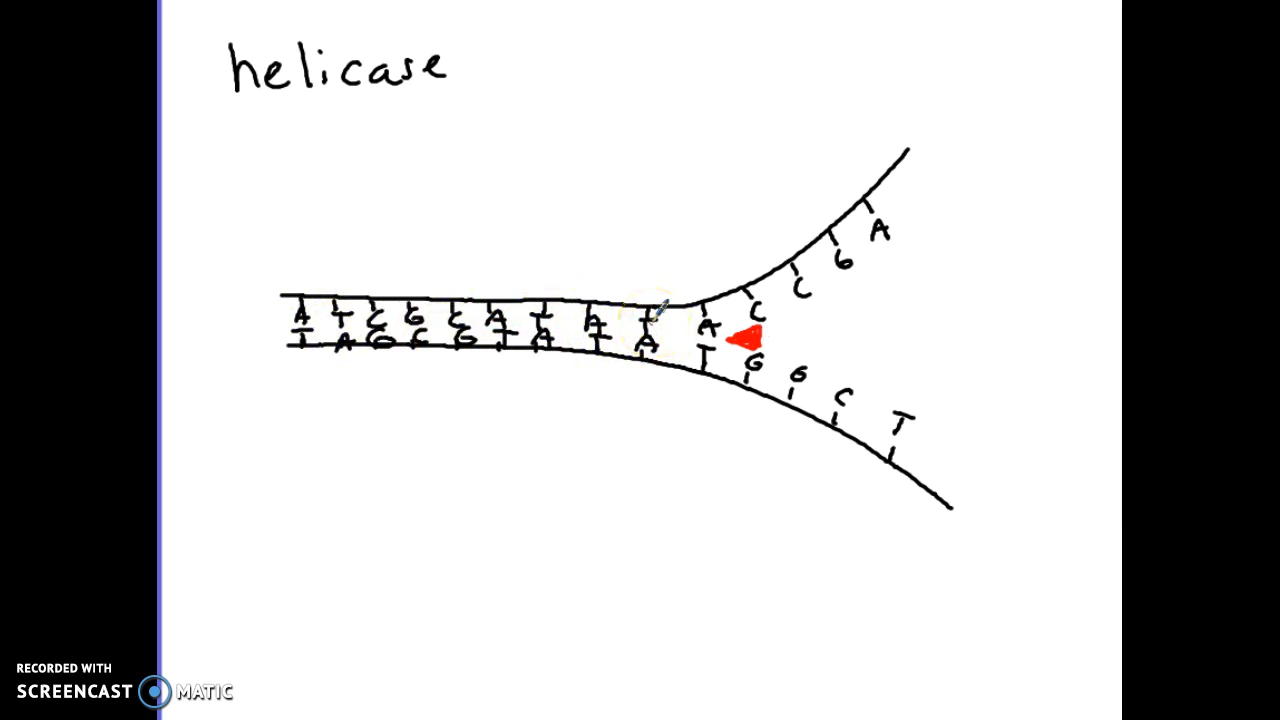 helicase
A T C G C A T A T A C C G A
T A G C G T A T A T G G C T
RECORDED WITH
SCREENCAST MATIC